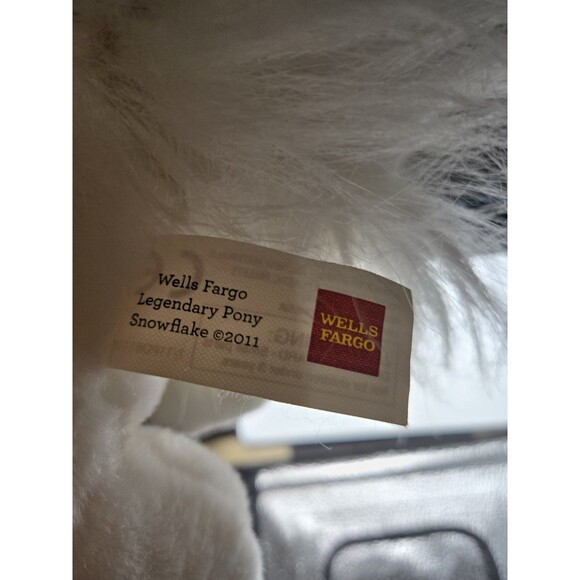 Wells Fargo
Legendary Pony
Snowflake ©2011
WELLS
FARGO